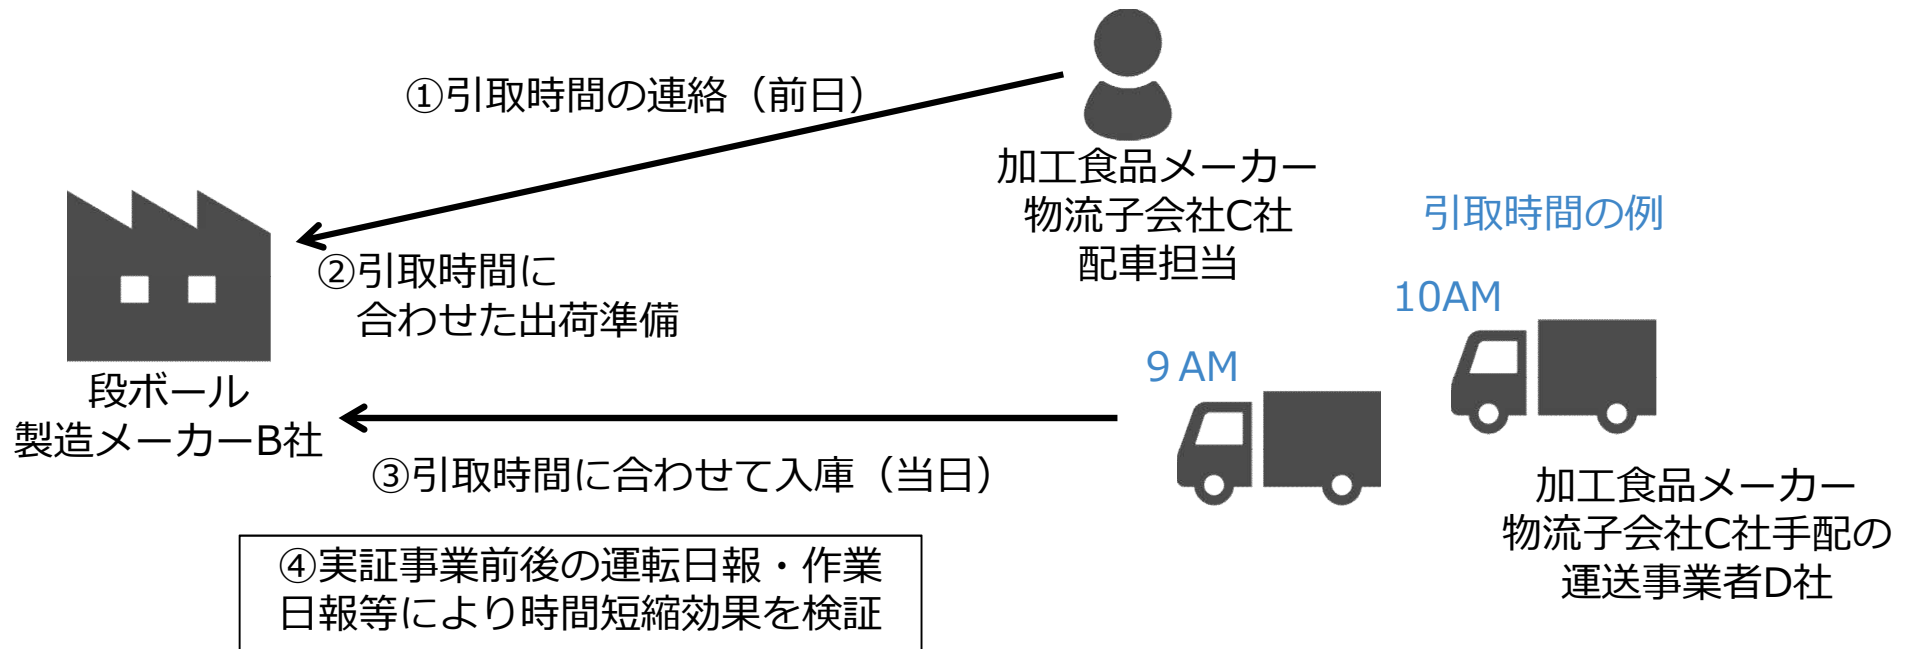 ①引取時間の連絡（前日）
加工食品メーカー
物流子会社C社
配車担当
引取時間の例
②引取時間に
合わせた出荷準備
10AM
9 AM
段ボール
製造メーカーB社
③引取時間に合わせて入庫（当日）
加工食品メーカー
物流子会社C社手配の
運送事業者D社
④実証事業前後の運転日報・作業
日報等により時間短縮効果を検証